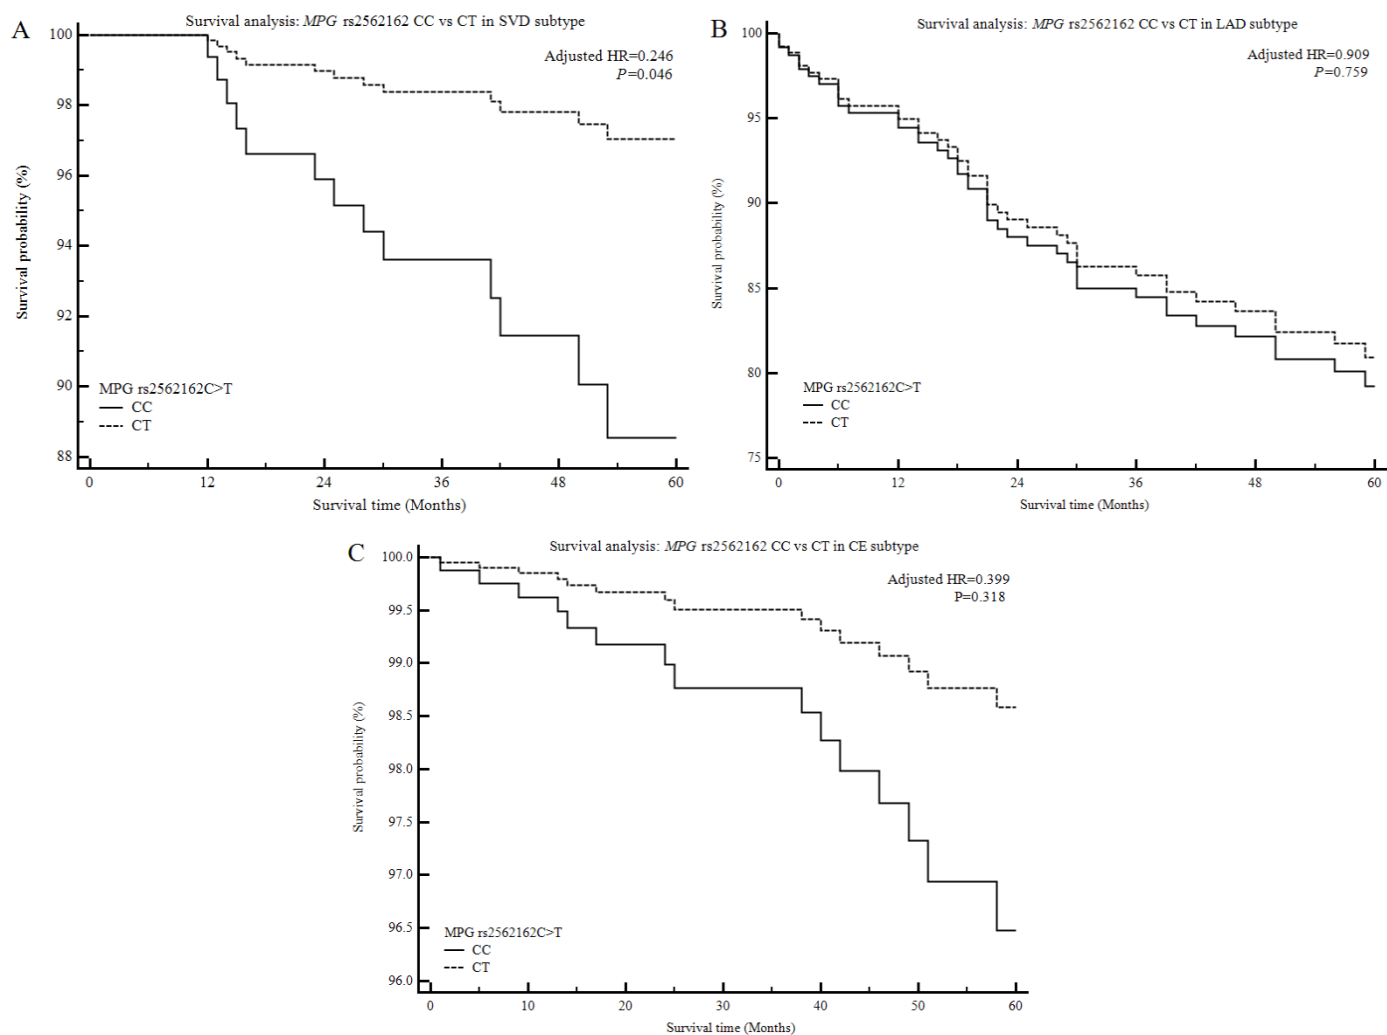 A
Survival analysis: MPG rs2562162 CC vs CT in SVD subtype
Adjusted HR=0.246
P=0.046
100
98
96
94
92
90
88
Survival probability (%)
MPG rs2562162C>T
CC
CT
0 12 24 36 48 60
Survival time (Months)
B
Survival analysis: MPG rs2562162 CC vs CT in LAD subtype
Adjusted HR=0.909
P=0.759
100
95
90
85
80
75
Survival probability (%)
MPG rs2562162C>T
CC
CT
0 12 24 36 48 60
Survival time (Months)
C
Survival analysis: MPG rs2562162 CC vs CT in CE subtype
Adjusted HR=0.399
P=0.318
100.0
99.5
99.0
98.5
98.0
97.5
97.0
96.5
96.0
Survival probability (%)
MPG rs2562162C>T
CC
CT
0 10 20 30 40 50 60
Survival time (Months)